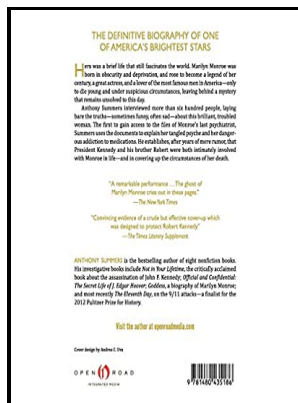 THE DEFINITIVE BIOGRAPHY OF ONE
OF AMERICA'S BRIGHTEST STARS
Hers was a brief life that still fascinates the world. Marilyn Monroe was
born in obscurity and deprivation, and rose to become a legend of her
century, a great actress, and a lover of the most famous men in America—only
to die young and under suspicious circumstances, leaving behind a mystery
that remains unsolved to this day.
Anthony Summers interviewed more than six hundred people, laying
bare the truths—sometimes funny, often sad—about this brilliant, troubled
woman. The first to gain access to the files of Monroe's last psychiatrist,
Summers uses the documents to explain her tangled psyche and her danger-
ous addiction to medications. He establishes, after years of mere rumor, that
President Kennedy and his brother Robert were both intimately involved
with Monroe in life—and in covering up the circumstances of her death.
"A remarkable performance . . . The ghost of
Marilyn Monroe cries out in these pages."
—The New York Times
"Convincing evidence of a crude but effective cover-up which
was designed to protect Robert Kennedy."
—The Times Literary Supplement
ANTHONY SUMMERS is the bestselling author of eight nonfiction books.
His investigative books include Not in Your Lifetime, the critically acclaimed
book about the assassination of John F. Kennedy; Official and Confidential:
The Secret Life of J. Edgar Hoover; Goddess, a biography of Marilyn Monroe;
and most recently The Eleventh Day, on the 9/11 attacks—a finalist for the
2012 Pulitzer Prize for History.
Visit the author at openroadmedia.com
Cover design by Andrea C. Uva
OPEN ROAD
INTEGRATED MEDIA
9 781480 435186